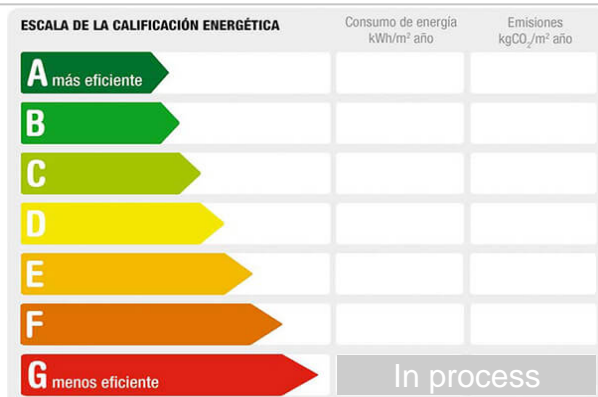 ESCALA DE LA CALIFICACIÓN ENERGÉTICA
Consumo de energía
kWh/m² año
Emisiones
kgCO₂/m² año
A más eficiente
B
C
D
E
F
G menos eficiente
In process